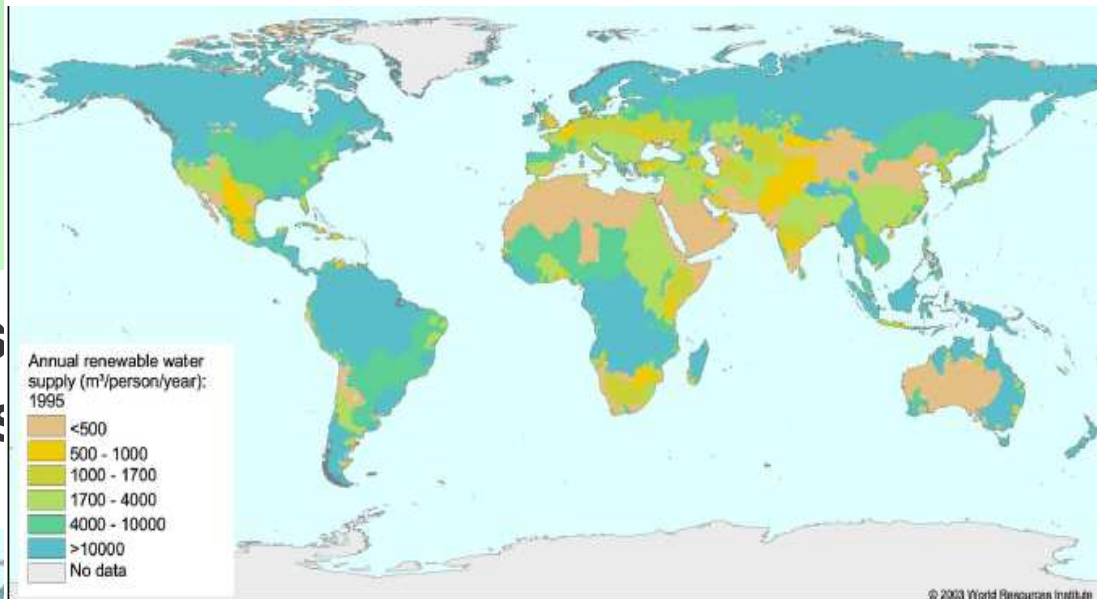 Annual renewable water
supply (m³/person/year):
1995
<500
500 - 1000
1000 - 1700
1700 - 4000
4000 - 10000
>10000
No data
© 2003 World Resources Institute